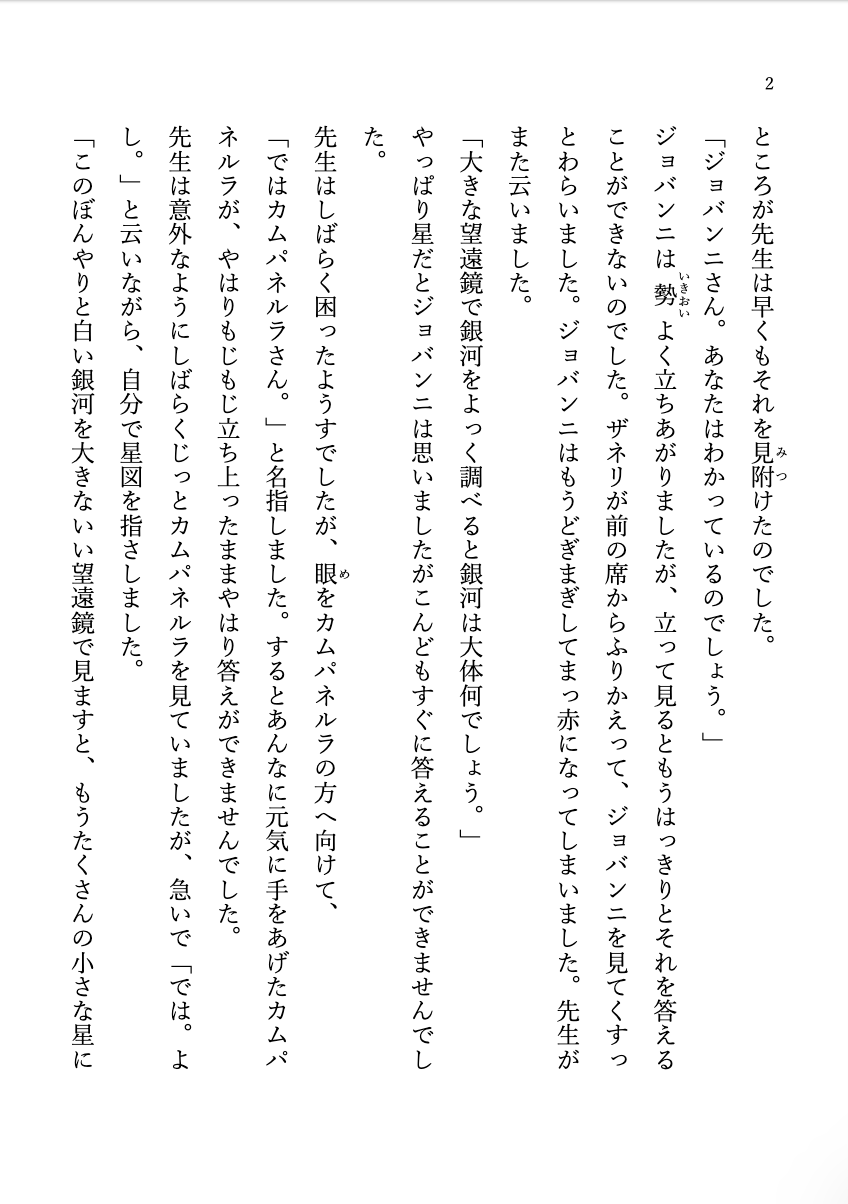 2
ところが先生は早くもそれを見附けたのでした。
「ジョバンニさん。あなたはわかっているのでしょう。」
ジョバンニは勢よく立ちあがりましたが、立って見るともうはっきりとそれを答える
ことができないのでした。ザネリが前の席からふりかえって、ジョバンニを見てくすっ
とわらいました。ジョバンニはもうどぎまぎしてまっ赤になってしまいました。先生が
また云いました。
「大きな望遠鏡で銀河をよっく調べると銀河は大体何でしょう。」
やっぱり星だとジョバンニは思いましたがこんどもすぐに答えることができませんでし
た。
先生はしばらく困ったようすでしたが、眼をカムパネルラの方へ向けて、
「ではカムパネルラさん。」と名指しました。するとあんなに元気に手をあげたカムパ
ネルラが、やはりもじもじ立ち上ったままやはり答えができませんでした。
先生は意外なようにしばらくじっとカムパネルラを見ていましたが、急いで「では。よ
し。」と云いながら、自分で星図を指さしました。
「このぼんやりと白い銀河を大きないい望遠鏡で見ますと、もうたくさんの小さな星に
みつ
いきおい
め